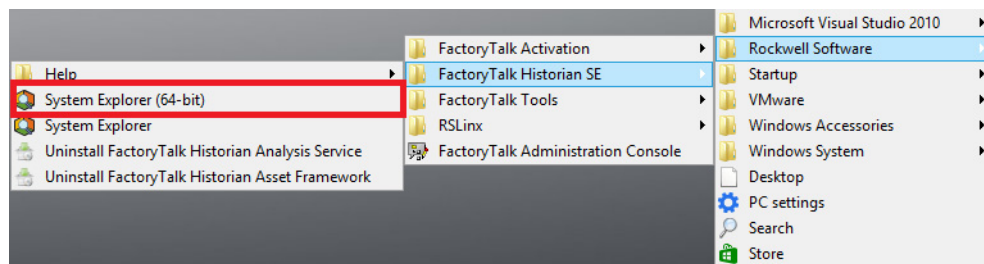 Microsoft Visual Studio 2010
FactoryTalk Activation
Rockwell Software
Help
FactoryTalk Historian SE
Startup
System Explorer (64-bit)
FactoryTalk Tools
VMware
System Explorer
RSLinx
Windows Accessories
Uninstall FactoryTalk Historian Analysis Service
FactoryTalk Administration Console
Windows System
Uninstall FactoryTalk Historian Asset Framework
Desktop
PC settings
Search
Store